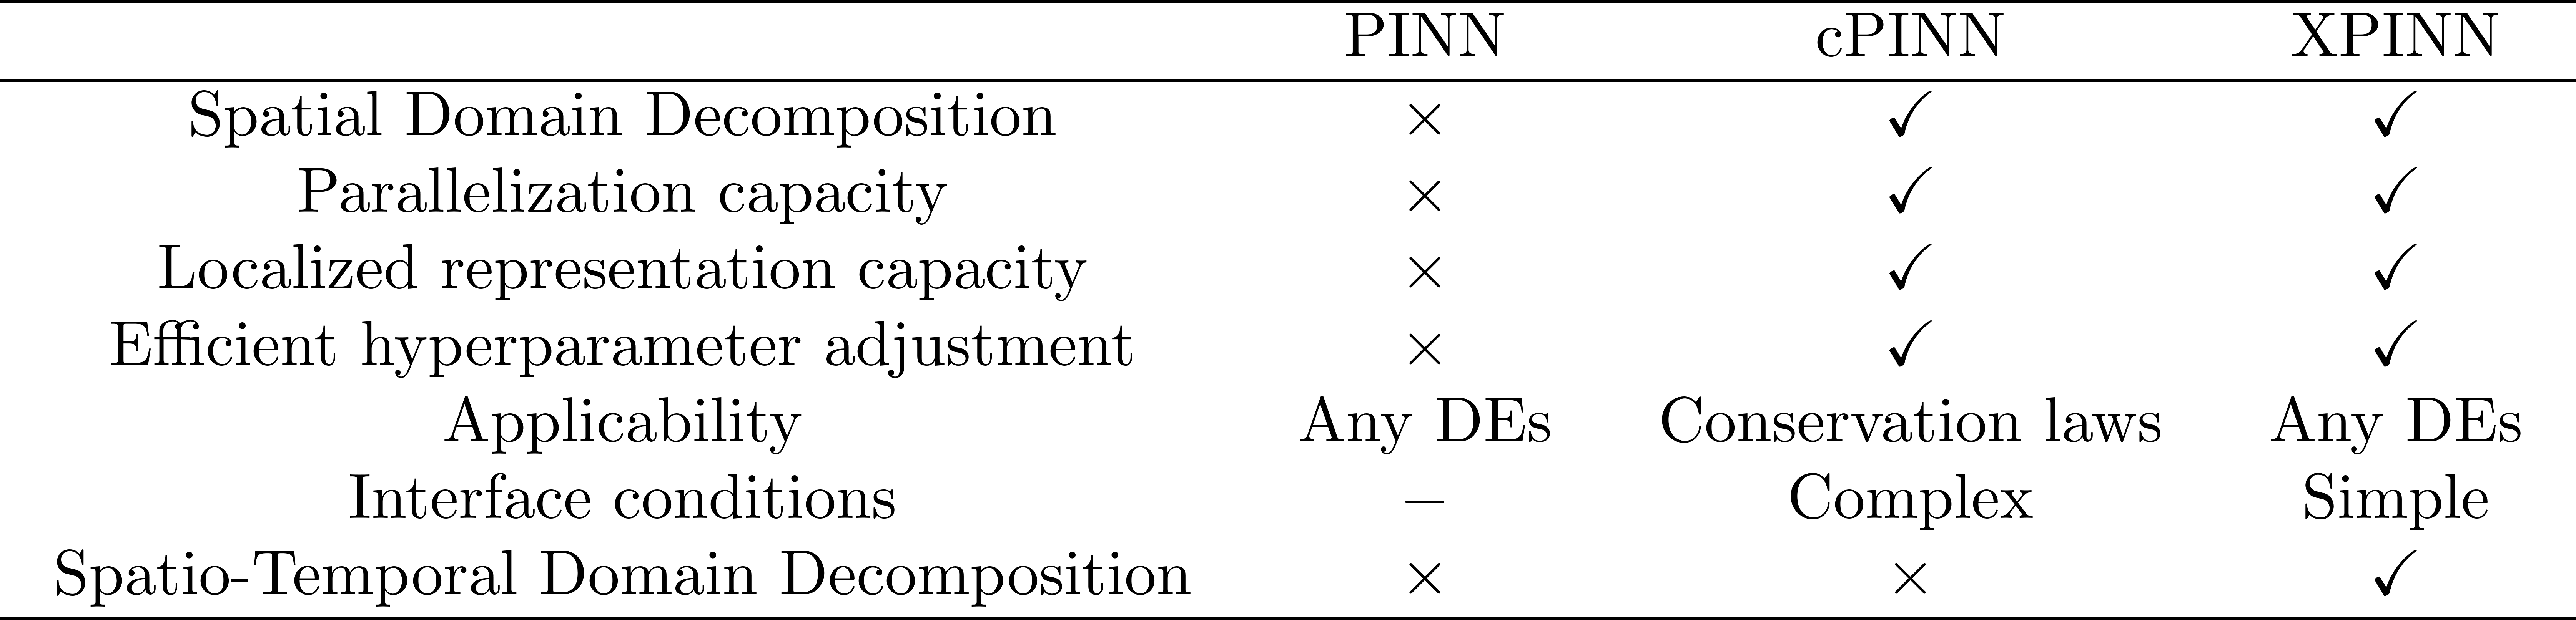 PINN cPINN XPINN
Spatial Domain Decomposition × ✓ ✓
Parallelization capacity × ✓ ✓
Localized representation capacity × ✓ ✓
Efficient hyperparameter adjustment × ✓ ✓
Applicability Any DEs Conservation laws Any DEs
Interface conditions − Complex Simple
Spatio-Temporal Domain Decomposition × × ✓